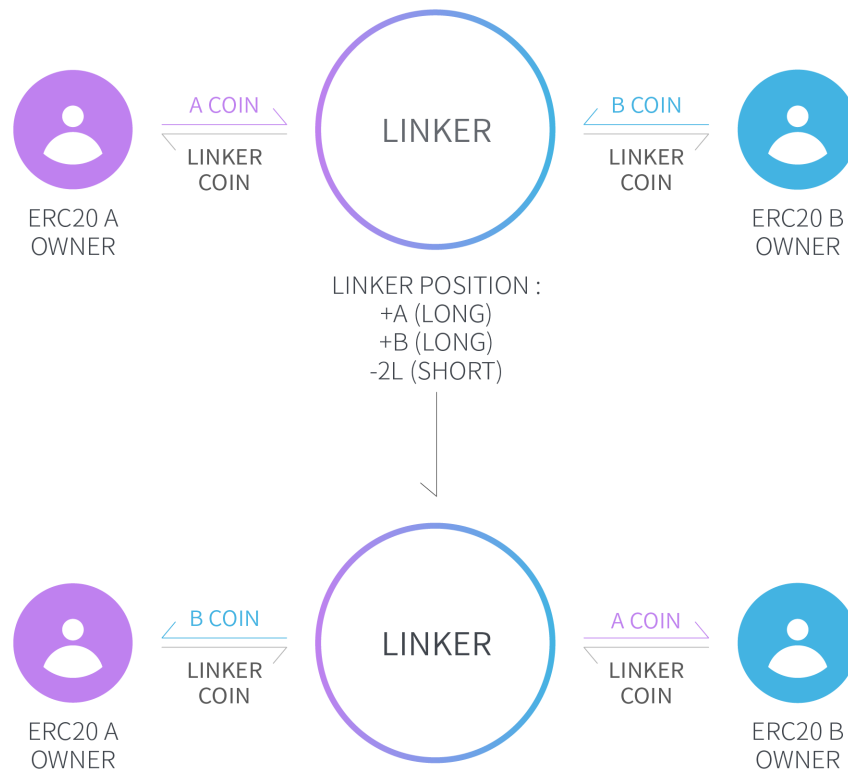 A COIN
LINKER
COIN
LINKER
B COIN
LINKER
COIN
ERC20 A
OWNER
ERC20 B
OWNER
LINKER POSITION :
+A (LONG)
+B (LONG)
-2L (SHORT)
B COIN
LINKER
COIN
LINKER
A COIN
LINKER
COIN
ERC20 A
OWNER
ERC20 B
OWNER